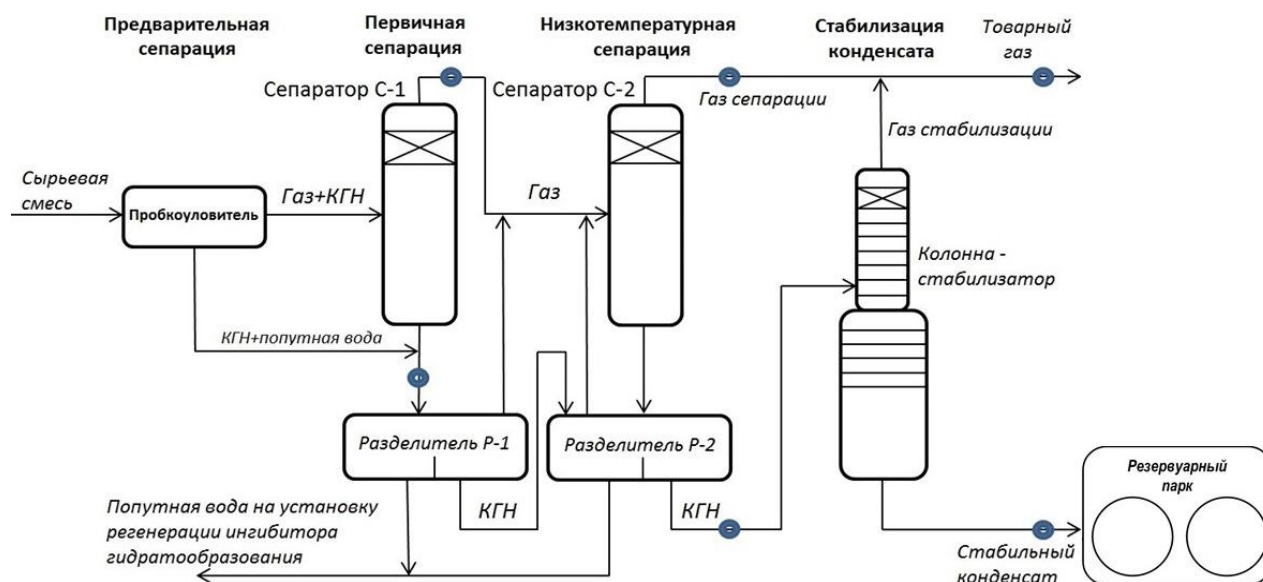 Предварительная
сепарация
Первичная
сепарация
Низкотемпературная
сепарация
Стабилизация
конденсата
Товарный
газ
Сепаратор С-1
Сепаратор С-2
Газ сепарации
Газ стабилизации
Сырьевая
смесь
Пробкоуловитель
Газ+КГН
Газ
Колонна -
стабилизатор
КГН+попутная вода
Разделитель Р-1
Разделитель Р-2
Резервуарный
парк
Попутная вода на установку
регенерации ингибитора
гидратообразования
КГН
КГН
Стабильный
конденсат